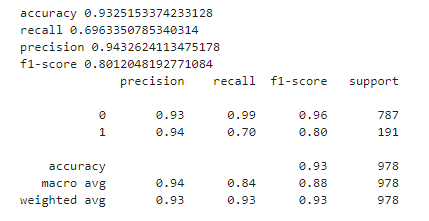 accuracy 0.9325153374233128
recall 0.6963350785340314
precision 0.9432624113475178
f1-score 0.8012048192771084
precision recall f1-score support
0 0.93 0.99 0.96 787
1 0.94 0.70 0.80 191
accuracy 0.93 978
macro avg 0.94 0.84 0.88 978
weighted avg 0.93 0.93 0.93 978